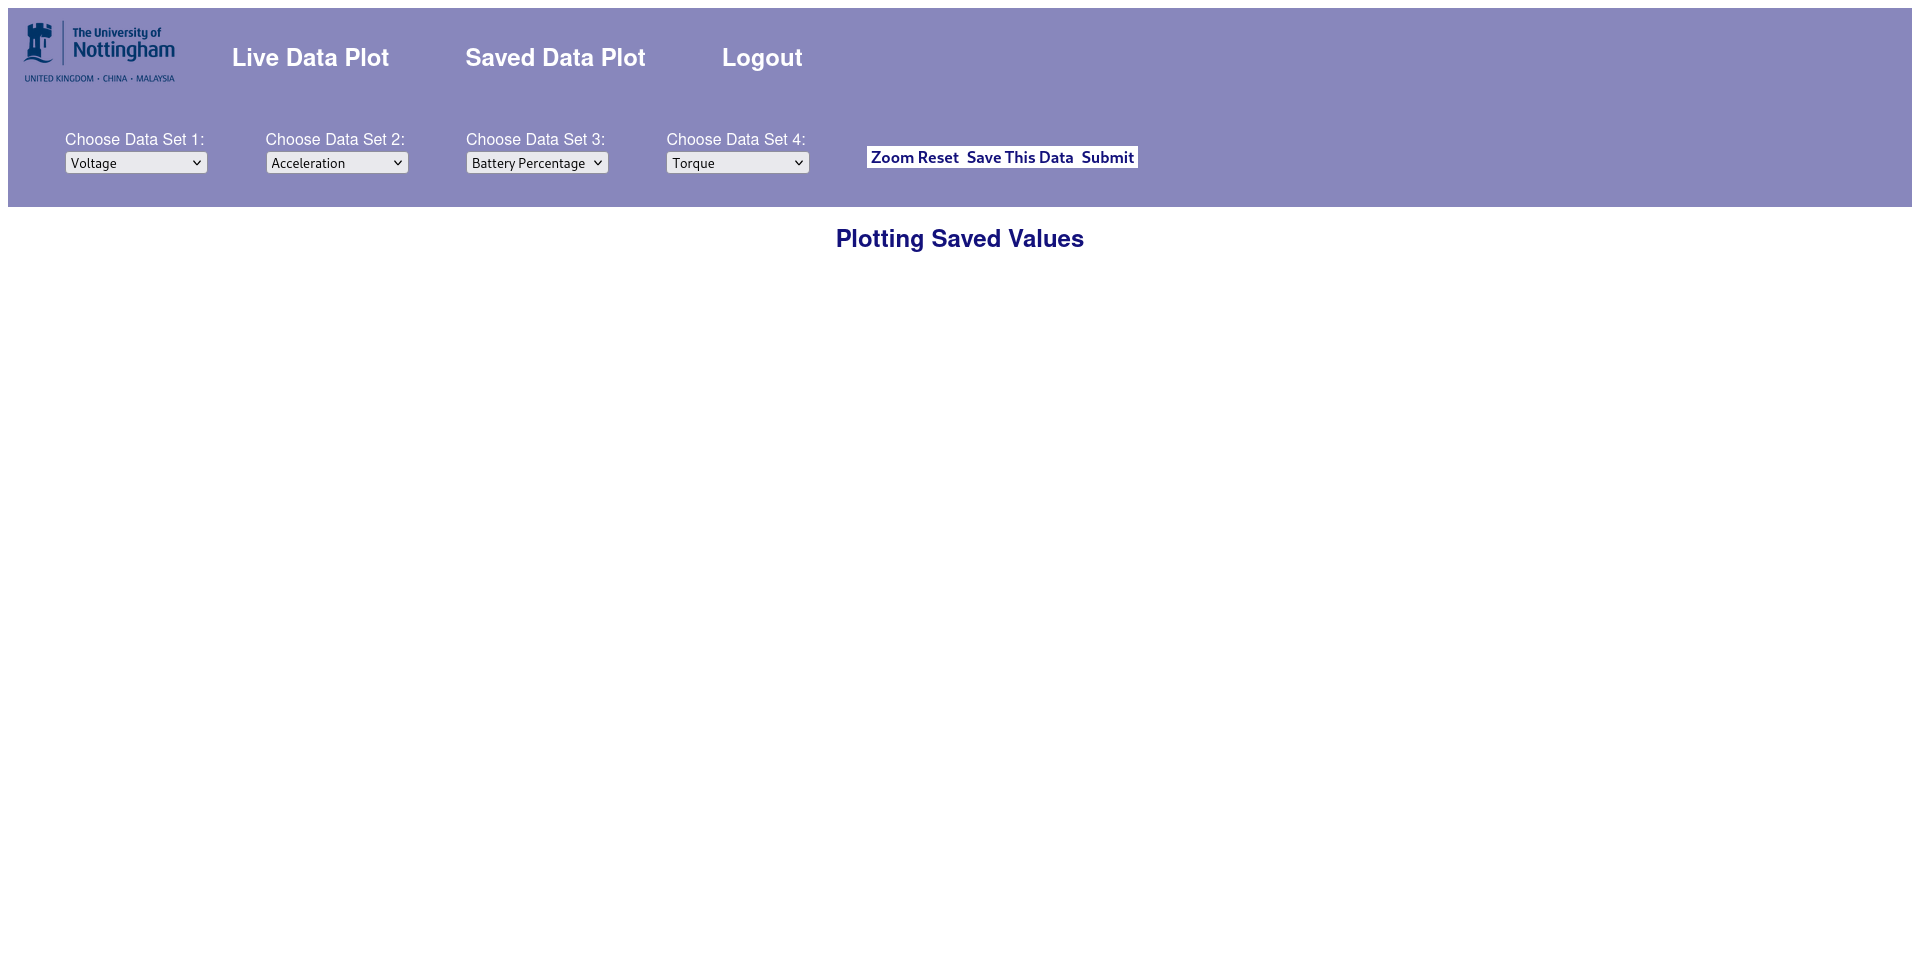 The University of
Nottingham
UNITED KINGDOM • CHINA • MALAYSIA
Live Data Plot
Saved Data Plot
Logout
Choose Data Set 1:
Voltage
Choose Data Set 2:
Acceleration
Choose Data Set 3:
Battery Percentage
Choose Data Set 4:
Torque
Zoom Reset Save This Data Submit
Plotting Saved Values